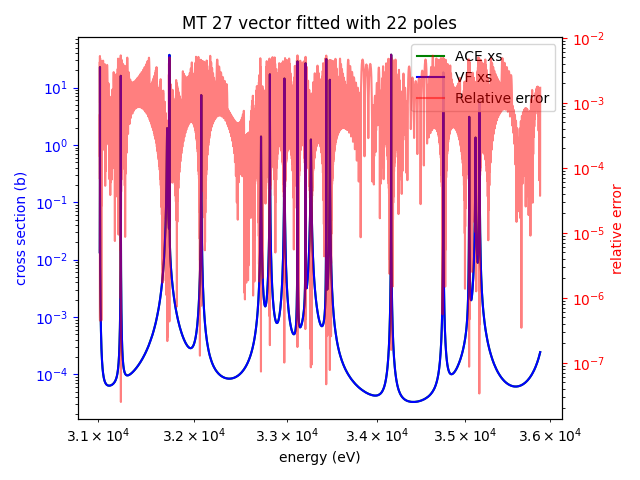 MT 27 vector fitted with 22 poles
ACE xs
VF xs
Relative error
10¹
10⁰
10⁻¹
10⁻²
10⁻³
10⁻⁴
cross section (b)
10⁻²
10⁻³
10⁻⁴
10⁻⁵
10⁻⁶
10⁻⁷
relative error
3.1 × 10⁴ 3.2 × 10⁴ 3.3 × 10⁴ 3.4 × 10⁴ 3.5 × 10⁴ 3.6 × 10⁴
energy (eV)